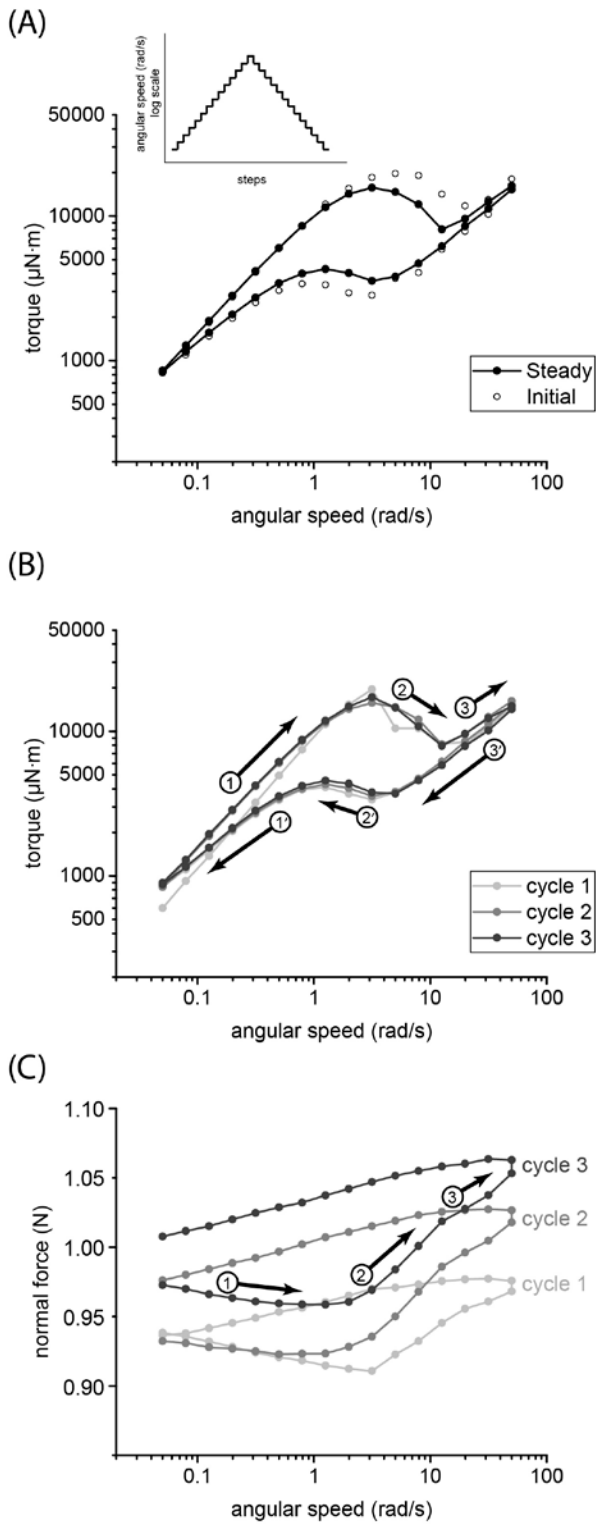 (A)
angular speed (rad/s)
log scale
steps
50000
10000
5000
1000
500
torque (μN·m)
Steady
Initial
0.1
1
10
100
angular speed (rad/s)
(B)
50000
10000
5000
1000
500
torque (μN·m)
1
2
3
3'
2'
1'
cycle 1
cycle 2
cycle 3
0.1
1
10
100
angular speed (rad/s)
(C)
1.10
1.05
1.00
0.95
0.90
normal force (N)
cycle 3
cycle 2
cycle 1
1
2
3
0.1
1
10
100
angular speed (rad/s)